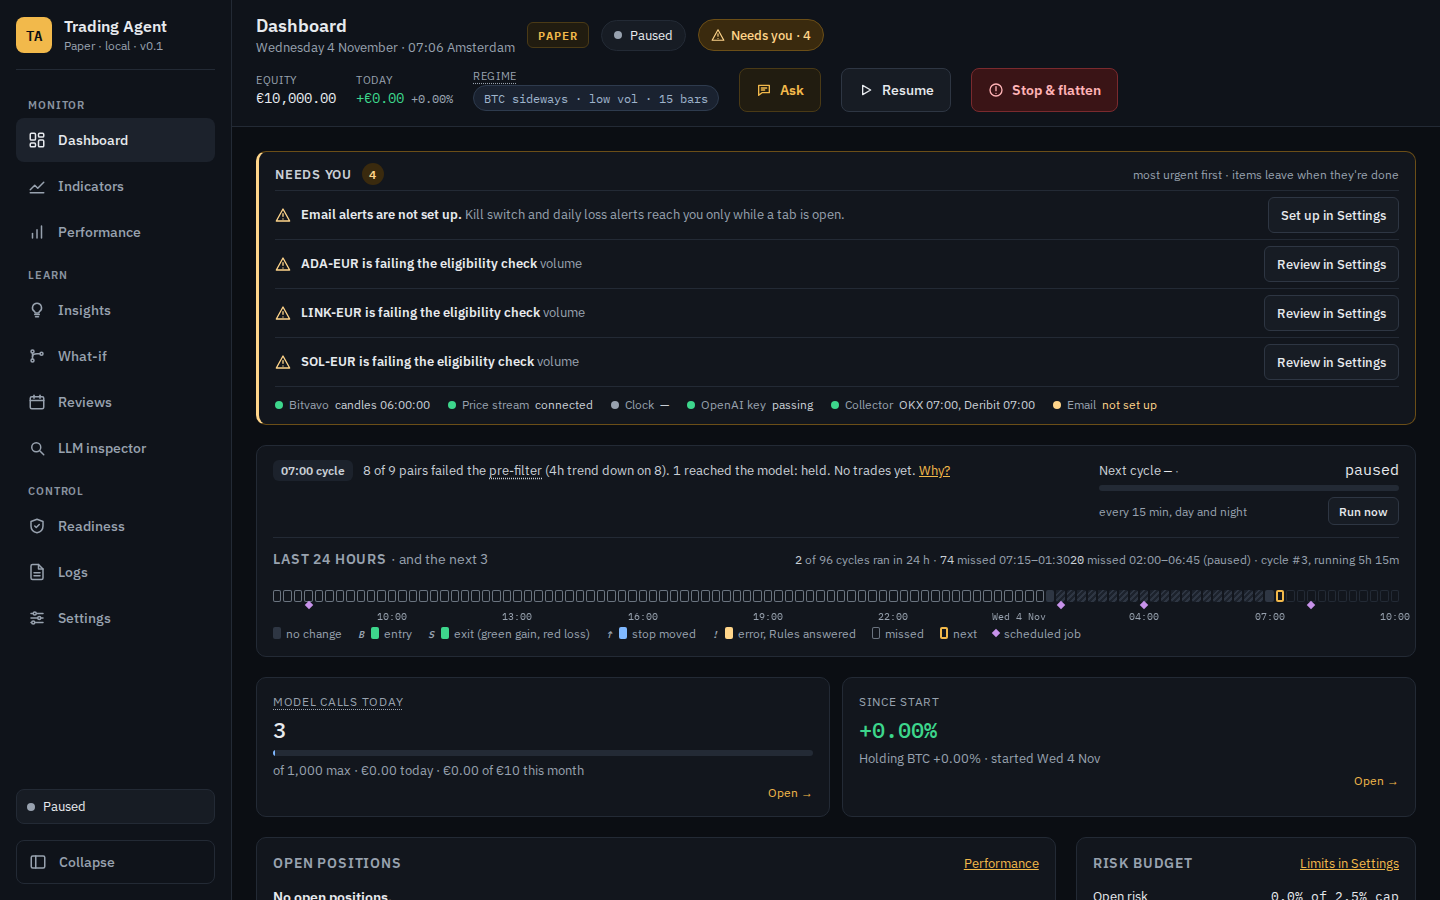 TA
Trading Agent
Paper · local · v0.1
MONITOR
Dashboard
Indicators
Performance
LEARN
Insights
What-if
Reviews
LLM inspector
CONTROL
Readiness
Logs
Settings
Paused
Collapse
Dashboard
Wednesday 4 November · 07:06 Amsterdam
PAPER
Paused
Needs you · 4
EQUITY
€10,000.00
TODAY
+€0.00 +0.00%
REGIME
BTC sideways · low vol · 15 bars
Ask
Resume
Stop & flatten
NEEDS YOU 4
most urgent first · items leave when they're done
Email alerts are not set up. Kill switch and daily loss alerts reach you only while a tab is open.
Set up in Settings
ADA-EUR is failing the eligibility check volume
Review in Settings
LINK-EUR is failing the eligibility check volume
Review in Settings
SOL-EUR is failing the eligibility check volume
Review in Settings
Bitvavo candles 06:00:00 Price stream connected Clock — OpenAI key passing Collector OKX 07:00, Deribit 07:00 Email not set up
07:00 cycle 8 of 9 pairs failed the pre-filter (4h trend down on 8). 1 reached the model: held. No trades yet. Why?
Next cycle — · paused
every 15 min, day and night
Run now
LAST 24 HOURS · and the next 3
2 of 96 cycles ran in 24 h · 74 missed 07:15–01:3020 missed 02:00–06:45 (paused) · cycle #3, running 5h 15m
10:00 13:00 16:00 19:00 22:00 Wed 4 Nov 04:00 07:00 10:00
no change B entry S exit (green gain, red loss) ↑ stop moved ! error, Rules answered missed next scheduled job
MODEL CALLS TODAY
3
of 1,000 max · €0.00 today · €0.00 of €10 this month
Open →
SINCE START
+0.00%
Holding BTC +0.00% · started Wed 4 Nov
Open →
OPEN POSITIONS
Performance
No open positions
RISK BUDGET
Limits in Settings
Open risk 0.0% of 2.5% cap